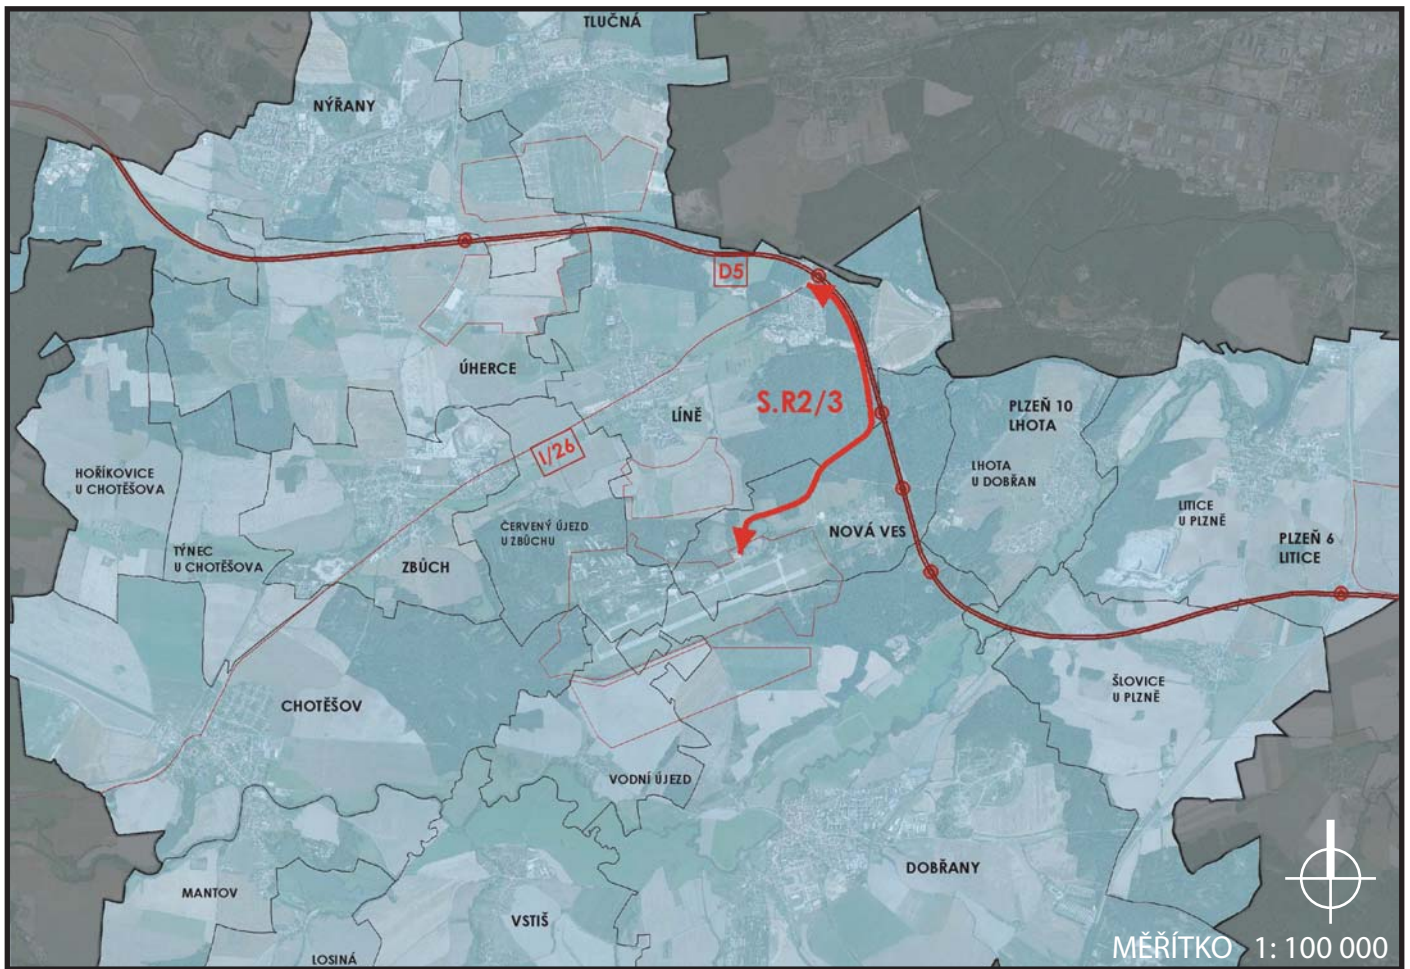 TLUČNÁ
NÝŘANY
D5
ÚHERCE
S.R2/3
LÍNĚ
PLZEŇ 10
LHOTA
I/26
HOŘÍKOVICE
U CHOTĚŠOVA
LHOTA
U DOBŘAN
LITICE
U PLZNĚ
ČERVENÝ ÚJEZD
U ZBŮCHU
NOVÁ VES
PLZEŇ 6
LITICE
TÝNEC
U CHOTĚŠOVA
ZBŮCH
ŠLOVICE
U PLZNĚ
CHOTĚŠOV
VODNÍ ÚJEZD
DOBŘANY
MANTOV
VSTIŠ
LOSINÁ
MĚŘÍTKO 1: 100 000